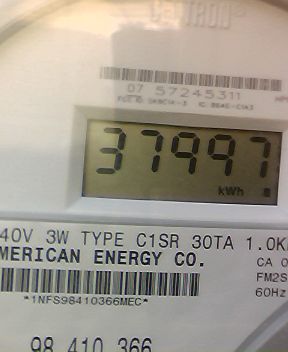 CENTRON®
07 57245311
37997
kWh
40V 3W TYPE C1SR 30TA 1.0K
MERICAN ENERGY CO.
CA 0
*1NFS98410366MEC*
FM2S
60Hz
98 410 366